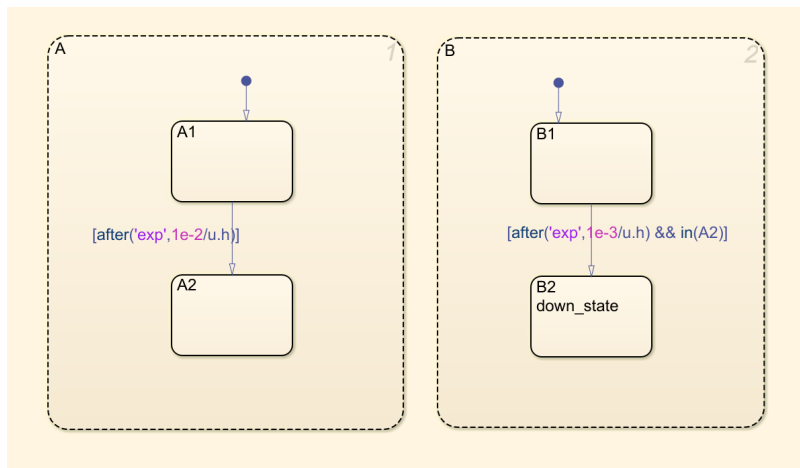 A
1
A1
[after('exp',1e-2/u.h)]
A2
B
2
B1
[after('exp',1e-3/u.h) && in(A2)]
B2
down_state